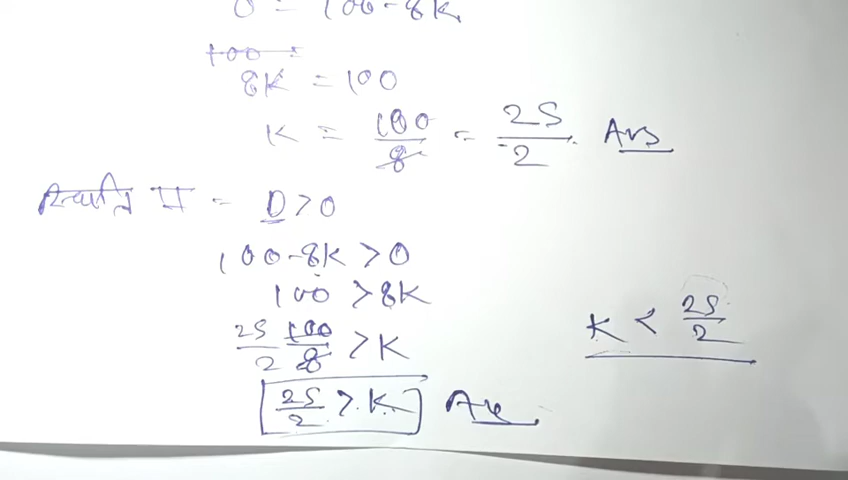 0 = 100 - 8K
100 =
8K = 100
K = 100/8 = 25/2 Ans
स्थिति II - D > 0
100 - 8K > 0
100 > 8K
25/2 100/8 > K
K < 25/2
25/2 > K Ans